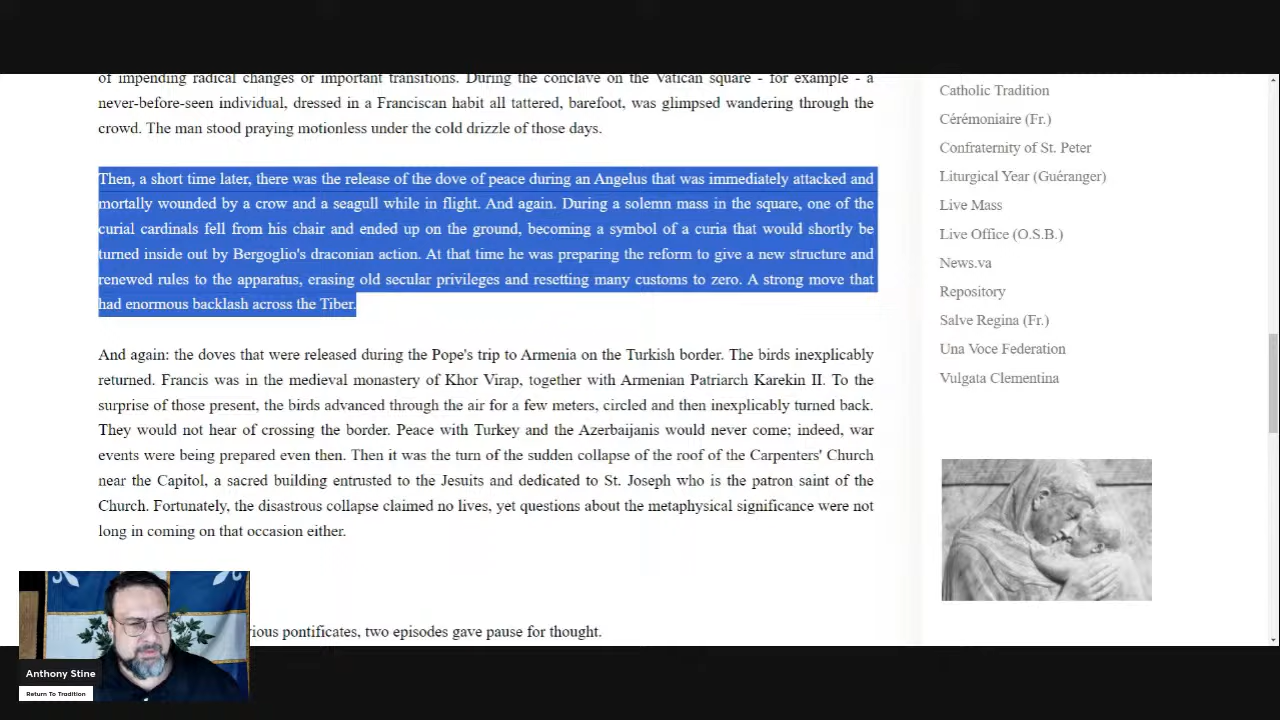 of impending radical changes or important transitions. During the conclave on the Vatican square - for example - a
never-before-seen individual, dressed in a Franciscan habit all tattered, barefoot, was glimpsed wandering through the
crowd. The man stood praying motionless under the cold drizzle of those days.
Then, a short time later, there was the release of the dove of peace during an Angelus that was immediately attacked and
mortally wounded by a crow and a seagull while in flight. And again. During a solemn mass in the square, one of the
curial cardinals fell from his chair and ended up on the ground, becoming a symbol of a curia that would shortly be
turned inside out by Bergoglio's draconian action. At that time he was preparing the reform to give a new structure and
renewed rules to the apparatus, erasing old secular privileges and resetting many customs to zero. A strong move that
had enormous backlash across the Tiber.
And again: the doves that were released during the Pope's trip to Armenia on the Turkish border. The birds inexplicably
returned. Francis was in the medieval monastery of Khor Virap, together with Armenian Patriarch Karekin II. To the
surprise of those present, the birds advanced through the air for a few meters, circled and then inexplicably turned back.
They would not hear of crossing the border. Peace with Turkey and the Azerbaijanis would never come; indeed, war
events were being prepared even then. Then it was the turn of the sudden collapse of the roof of the Carpenters' Church
near the Capitol, a sacred building entrusted to the Jesuits and dedicated to St. Joseph who is the patron saint of the
Church. Fortunately, the disastrous collapse claimed no lives, yet questions about the metaphysical significance were not
long in coming on that occasion either.
pontificates, two episodes gave pause for thought.
Catholic Tradition
Cérémoniaire (Fr.)
Confraternity of St. Peter
Liturgical Year (Guéranger)
Live Mass
Live Office (O.S.B.)
News.va
Repository
Salve Regina (Fr.)
Una Voce Federation
Vulgata Clementina
Anthony Stine
Return To Tradition